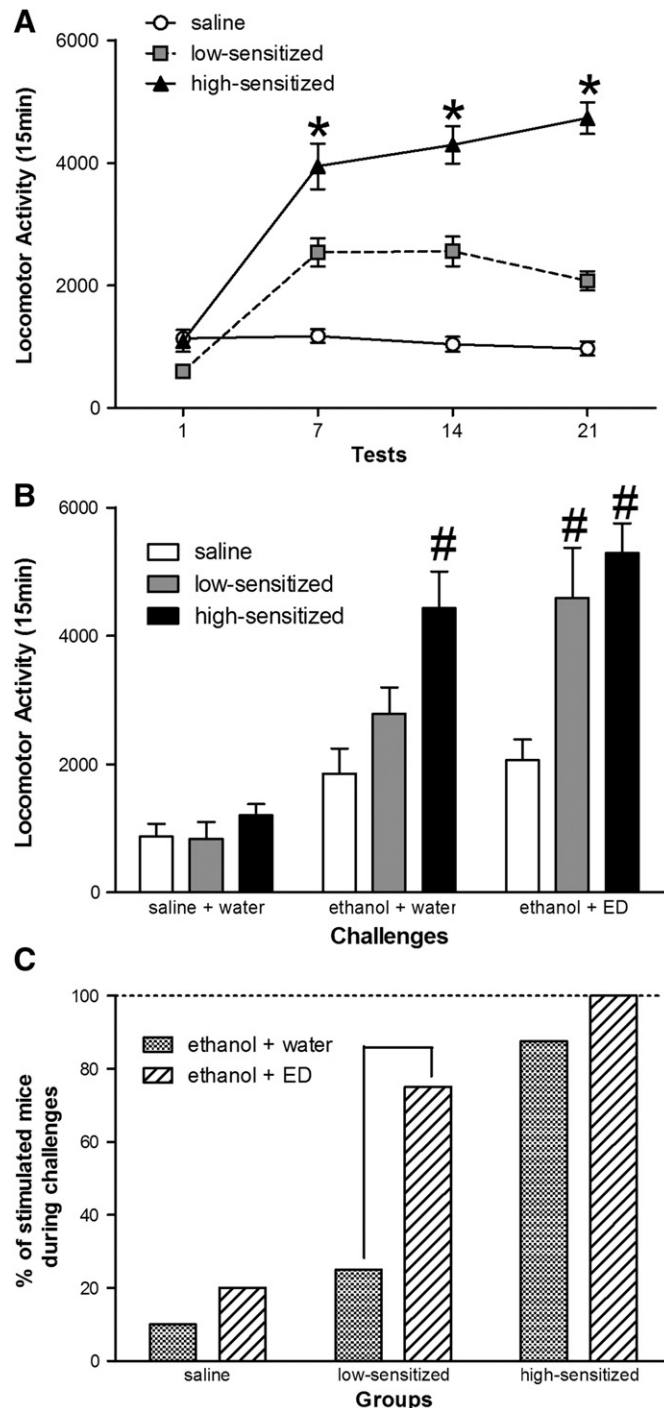 A
saline
low-sensitized
high-sensitized
Locomotor Activity (15min)
6000
4000
2000
0
* * *
1 7 14 21
Tests
B
saline
low-sensitized
high-sensitized
Locomotor Activity (15min)
6000
4000
2000
0
# # #
saline + water ethanol + water ethanol + ED
Challenges
C
ethanol + water
ethanol + ED
% of stimulated mice
during challenges
100
80
60
40
20
0
saline low-sensitized high-sensitized
Groups